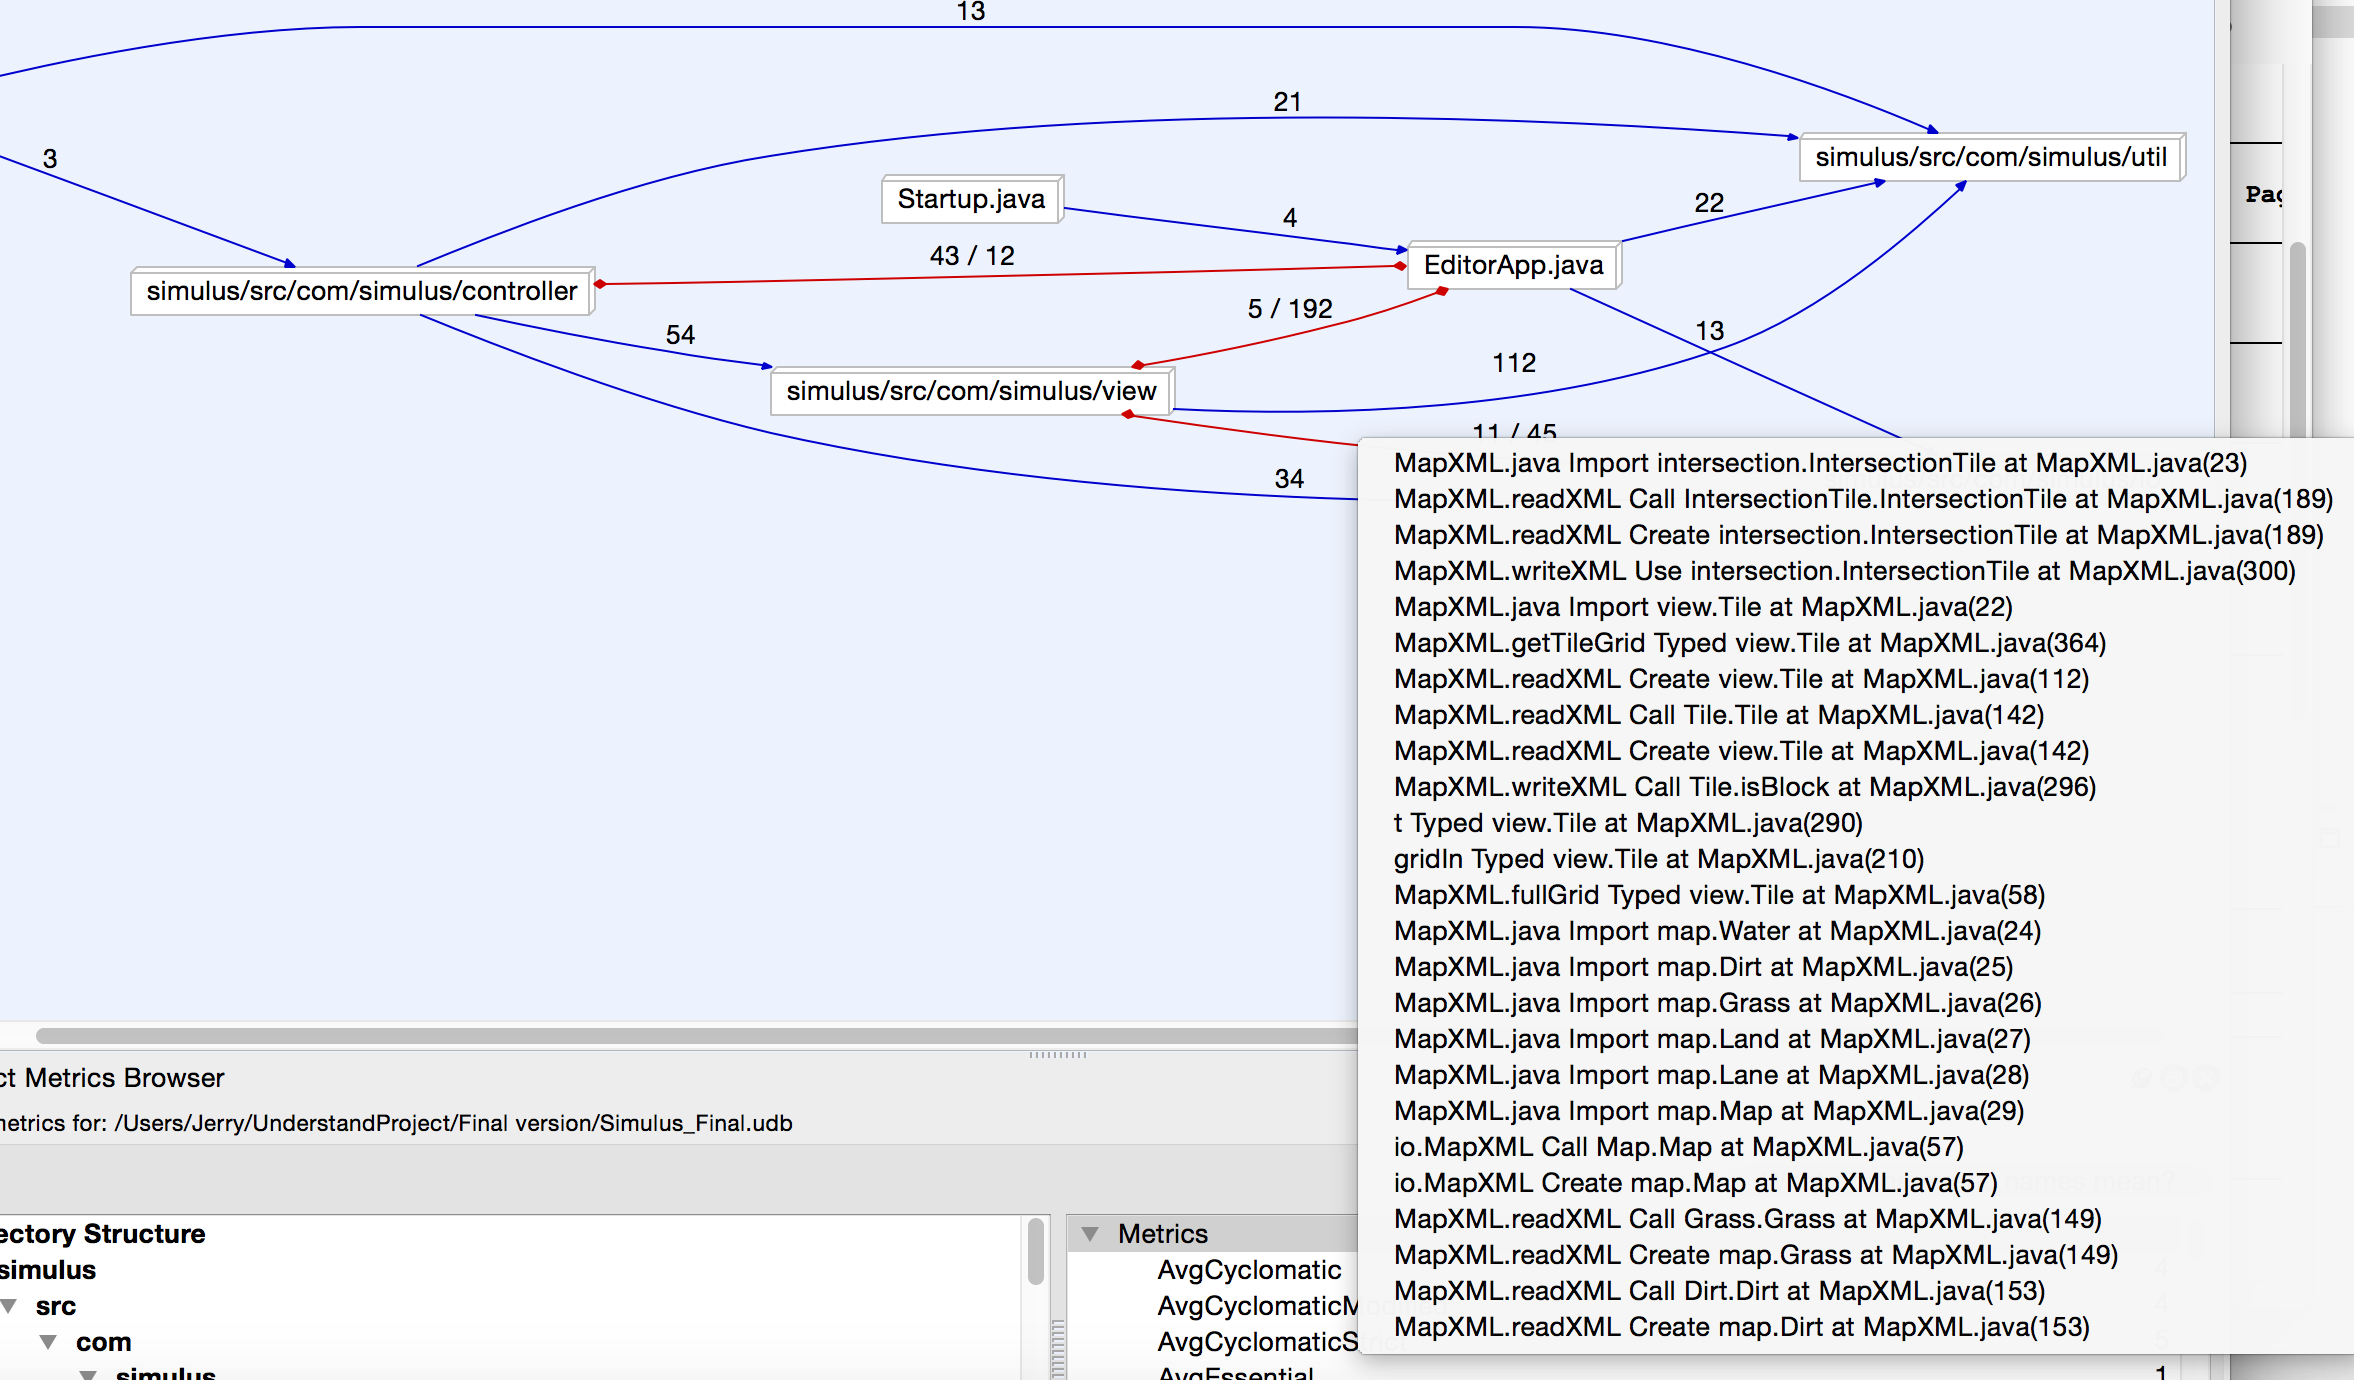 13
21
3
simulus/src/com/simulus/util
Startup.java
22
4
43 / 12
EditorApp.java
simulus/src/com/simulus/controller
5 / 192
54
13
112
simulus/src/com/simulus/view
11 / 45
34
MapXML.java Import intersection.IntersectionTile at MapXML.java(23)
MapXML.readXML Call IntersectionTile.IntersectionTile at MapXML.java(189)
MapXML.readXML Create intersection.IntersectionTile at MapXML.java(189)
MapXML.writeXML Use intersection.IntersectionTile at MapXML.java(300)
MapXML.java Import view.Tile at MapXML.java(22)
MapXML.getTileGrid Typed view.Tile at MapXML.java(364)
MapXML.readXML Create view.Tile at MapXML.java(112)
MapXML.readXML Call Tile.Tile at MapXML.java(142)
MapXML.readXML Create view.Tile at MapXML.java(142)
MapXML.writeXML Call Tile.isBlock at MapXML.java(296)
t Typed view.Tile at MapXML.java(290)
gridIn Typed view.Tile at MapXML.java(210)
MapXML.fullGrid Typed view.Tile at MapXML.java(58)
MapXML.java Import map.Water at MapXML.java(24)
MapXML.java Import map.Dirt at MapXML.java(25)
MapXML.java Import map.Grass at MapXML.java(26)
MapXML.java Import map.Land at MapXML.java(27)
MapXML.java Import map.Lane at MapXML.java(28)
MapXML.java Import map.Map at MapXML.java(29)
io.MapXML Call Map.Map at MapXML.java(57)
io.MapXML Create map.Map at MapXML.java(57)
MapXML.readXML Call Grass.Grass at MapXML.java(149)
MapXML.readXML Create map.Grass at MapXML.java(149)
MapXML.readXML Call Dirt.Dirt at MapXML.java(153)
MapXML.readXML Create map.Dirt at MapXML.java(153)
ct Metrics Browser
metrics for: /Users/Jerry/UnderstandProject/Final version/Simulus_Final.udb
ectory Structure
simulus
src
com
simulus
Metrics
AvgCyclomatic
AvgCyclomaticM
AvgCyclomaticS
AvgEssential
1